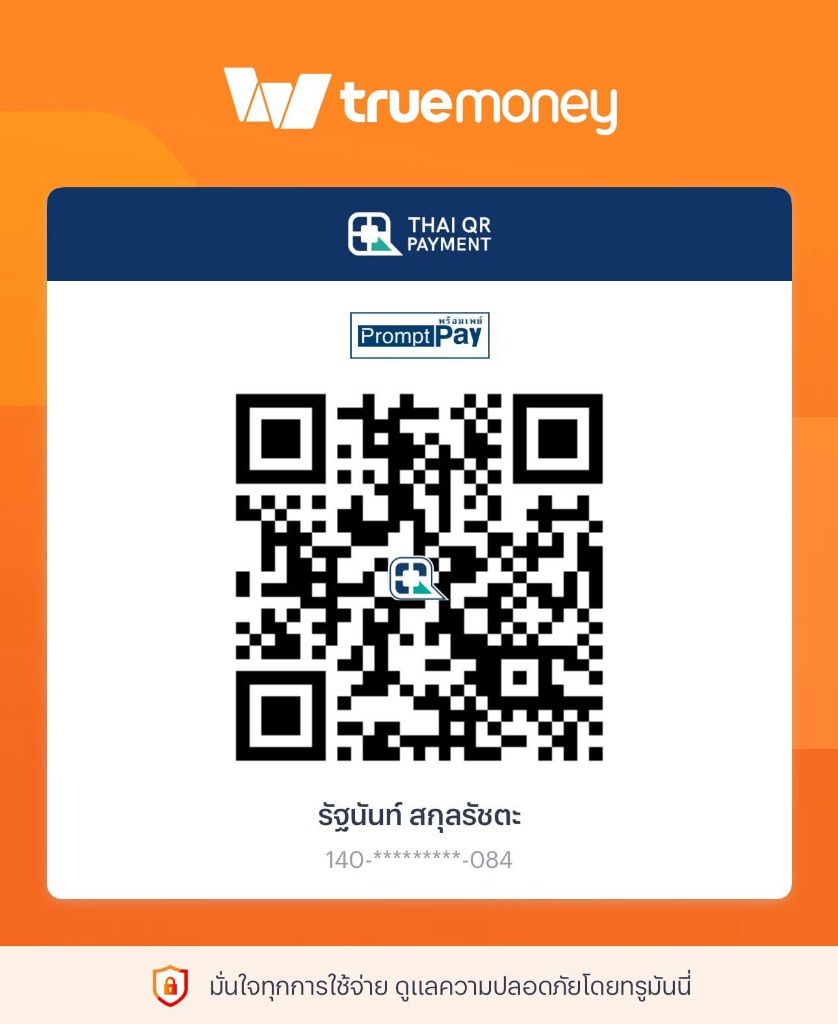 truemoney
THAI QR
PAYMENT
พร้อมเพย์
PromptPay
รัฐนันท์ สกุลรัชตะ
140-*********-084
มั่นใจทุกการใช้จ่าย ดูแลความปลอดภัยโดยทรูมันนี่